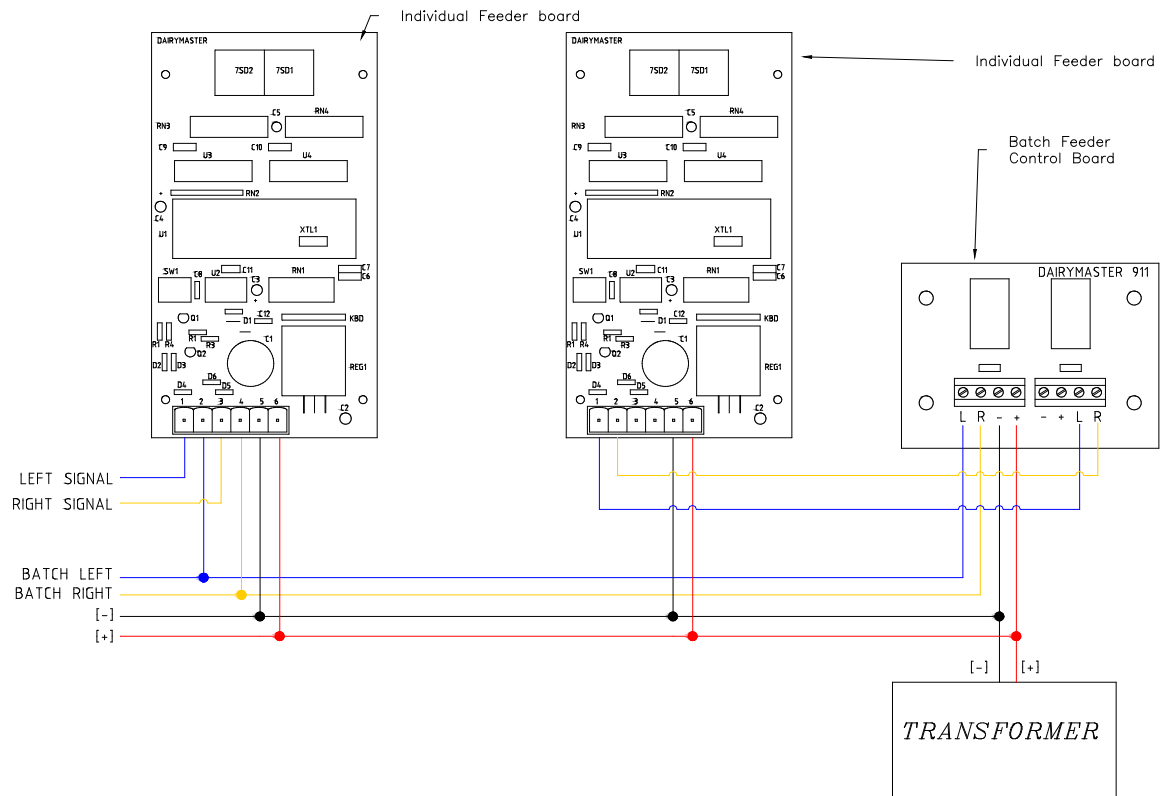 Individual Feeder board
DAIRYMASTER
7SD2 7SD1
C5 RN4
RN3
C9 C10
U3 U4
+ RN2
C4
U1 XTL1
SW1 C8 U2 C11 RN1 C7
C6
C3
+
Q1 D1 C12 KBD
R1 R4 R1 R3 C1
Q2
D2 D3 REG1
D6
D4 D5
1 2 3 4 5 6
C2
Individual Feeder board
DAIRYMASTER
7SD2 7SD1
C5 RN4
RN3
C9 C10
U3 U4
+ RN2
C4
U1 XTL1
SW1 C8 U2 C11 RN1 C7
C6
C3
+
Q1 D1 C12 KBD
R1 R4 R1 R3 C1
Q2
D2 D3 REG1
D6
D4 D5
1 2 3 4 5 6
C2
Batch Feeder
Control Board
DAIRYMASTER 911
L R - + - + L R
LEFT SIGNAL
RIGHT SIGNAL
BATCH LEFT
BATCH RIGHT
[-]
[+]
[-] [+]
TRANSFORMER